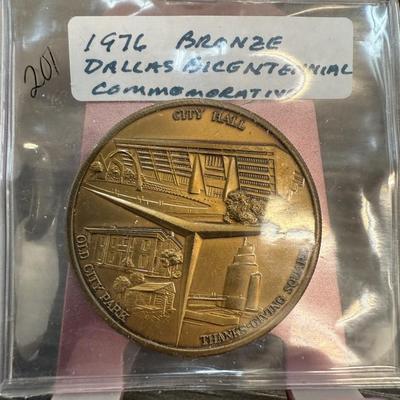 1976 BRONZE
DALLAS BICENTENNIAL
COMMEMORATIVE
201
CITY HALL
OLD CITY PARK
THANKS-GIVING SQUARE